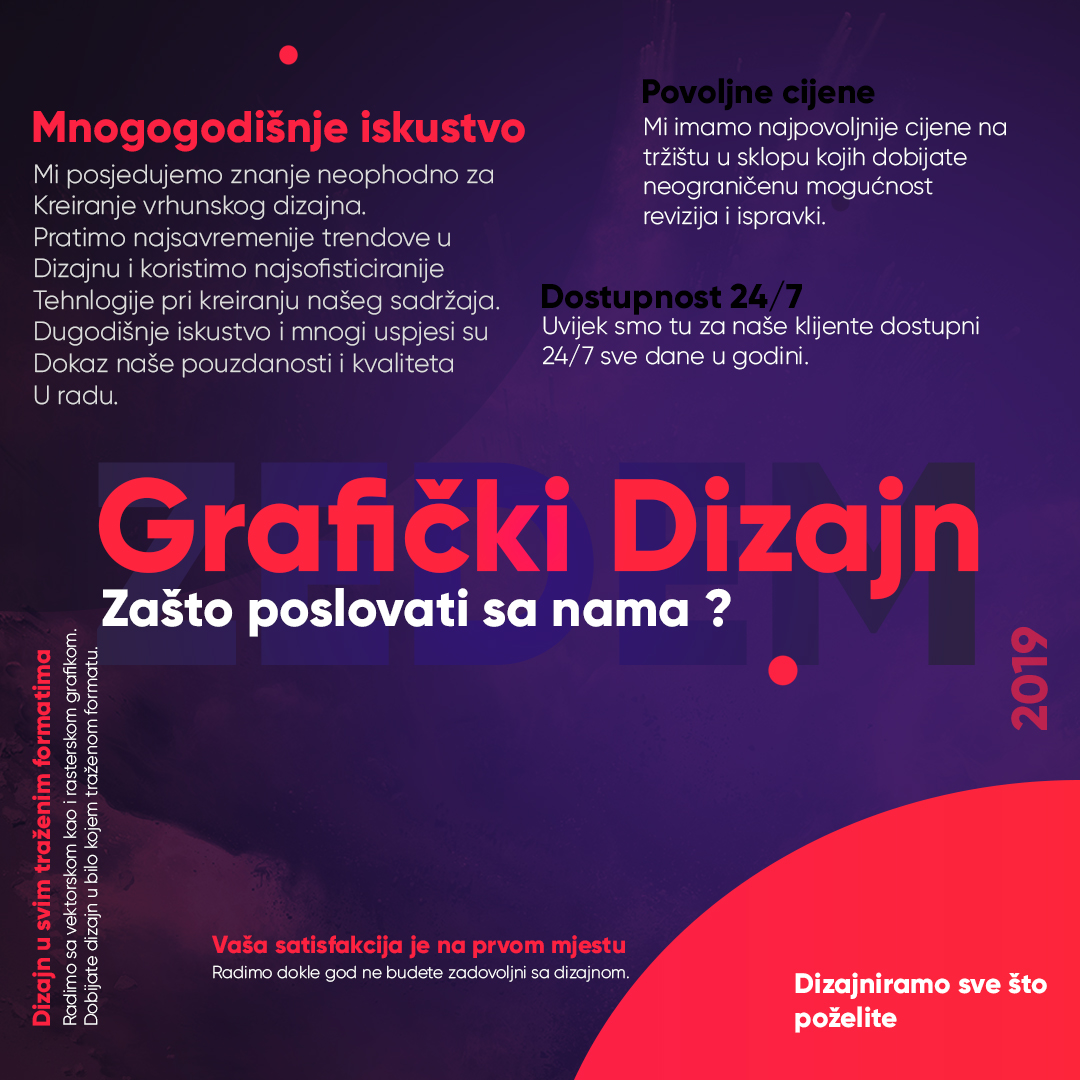 Mnogogodišnje iskustvo
Mi posjedujemo znanje neophodno za
Kreiranje vrhunskog dizajna.
Pratimo najsavremenije trendove u
Dizajnu i koristimo najsofisticiranije
Tehnlogije pri kreiranju našeg sadržaja.
Dugodišnje iskustvo i mnogi uspjesi su
Dokaz naše pouzdanosti i kvaliteta
U radu.
Povoljne cijene
Mi imamo najpovoljnije cijene na
tržištu u sklopu kojih dobijate
neograničenu mogućnost
revizija i ispravki.
Dostupnost 24/7
Uvijek smo tu za naše klijente dostupni
24/7 sve dane u godini.
ZEDEM
Grafički Dizajn
Zašto poslovati sa nama ?
2019
Dizajn u svim traženim formatima
Radimo sa vektorskom kao i rasterskom grafikom.
Dobijate dizajn u bilo kojem traženom formatu.
Vaša satisfakcija je na prvom mjestu
Radimo dokle god ne budete zadovoljni sa dizajnom.
Dizajniramo sve što
poželite